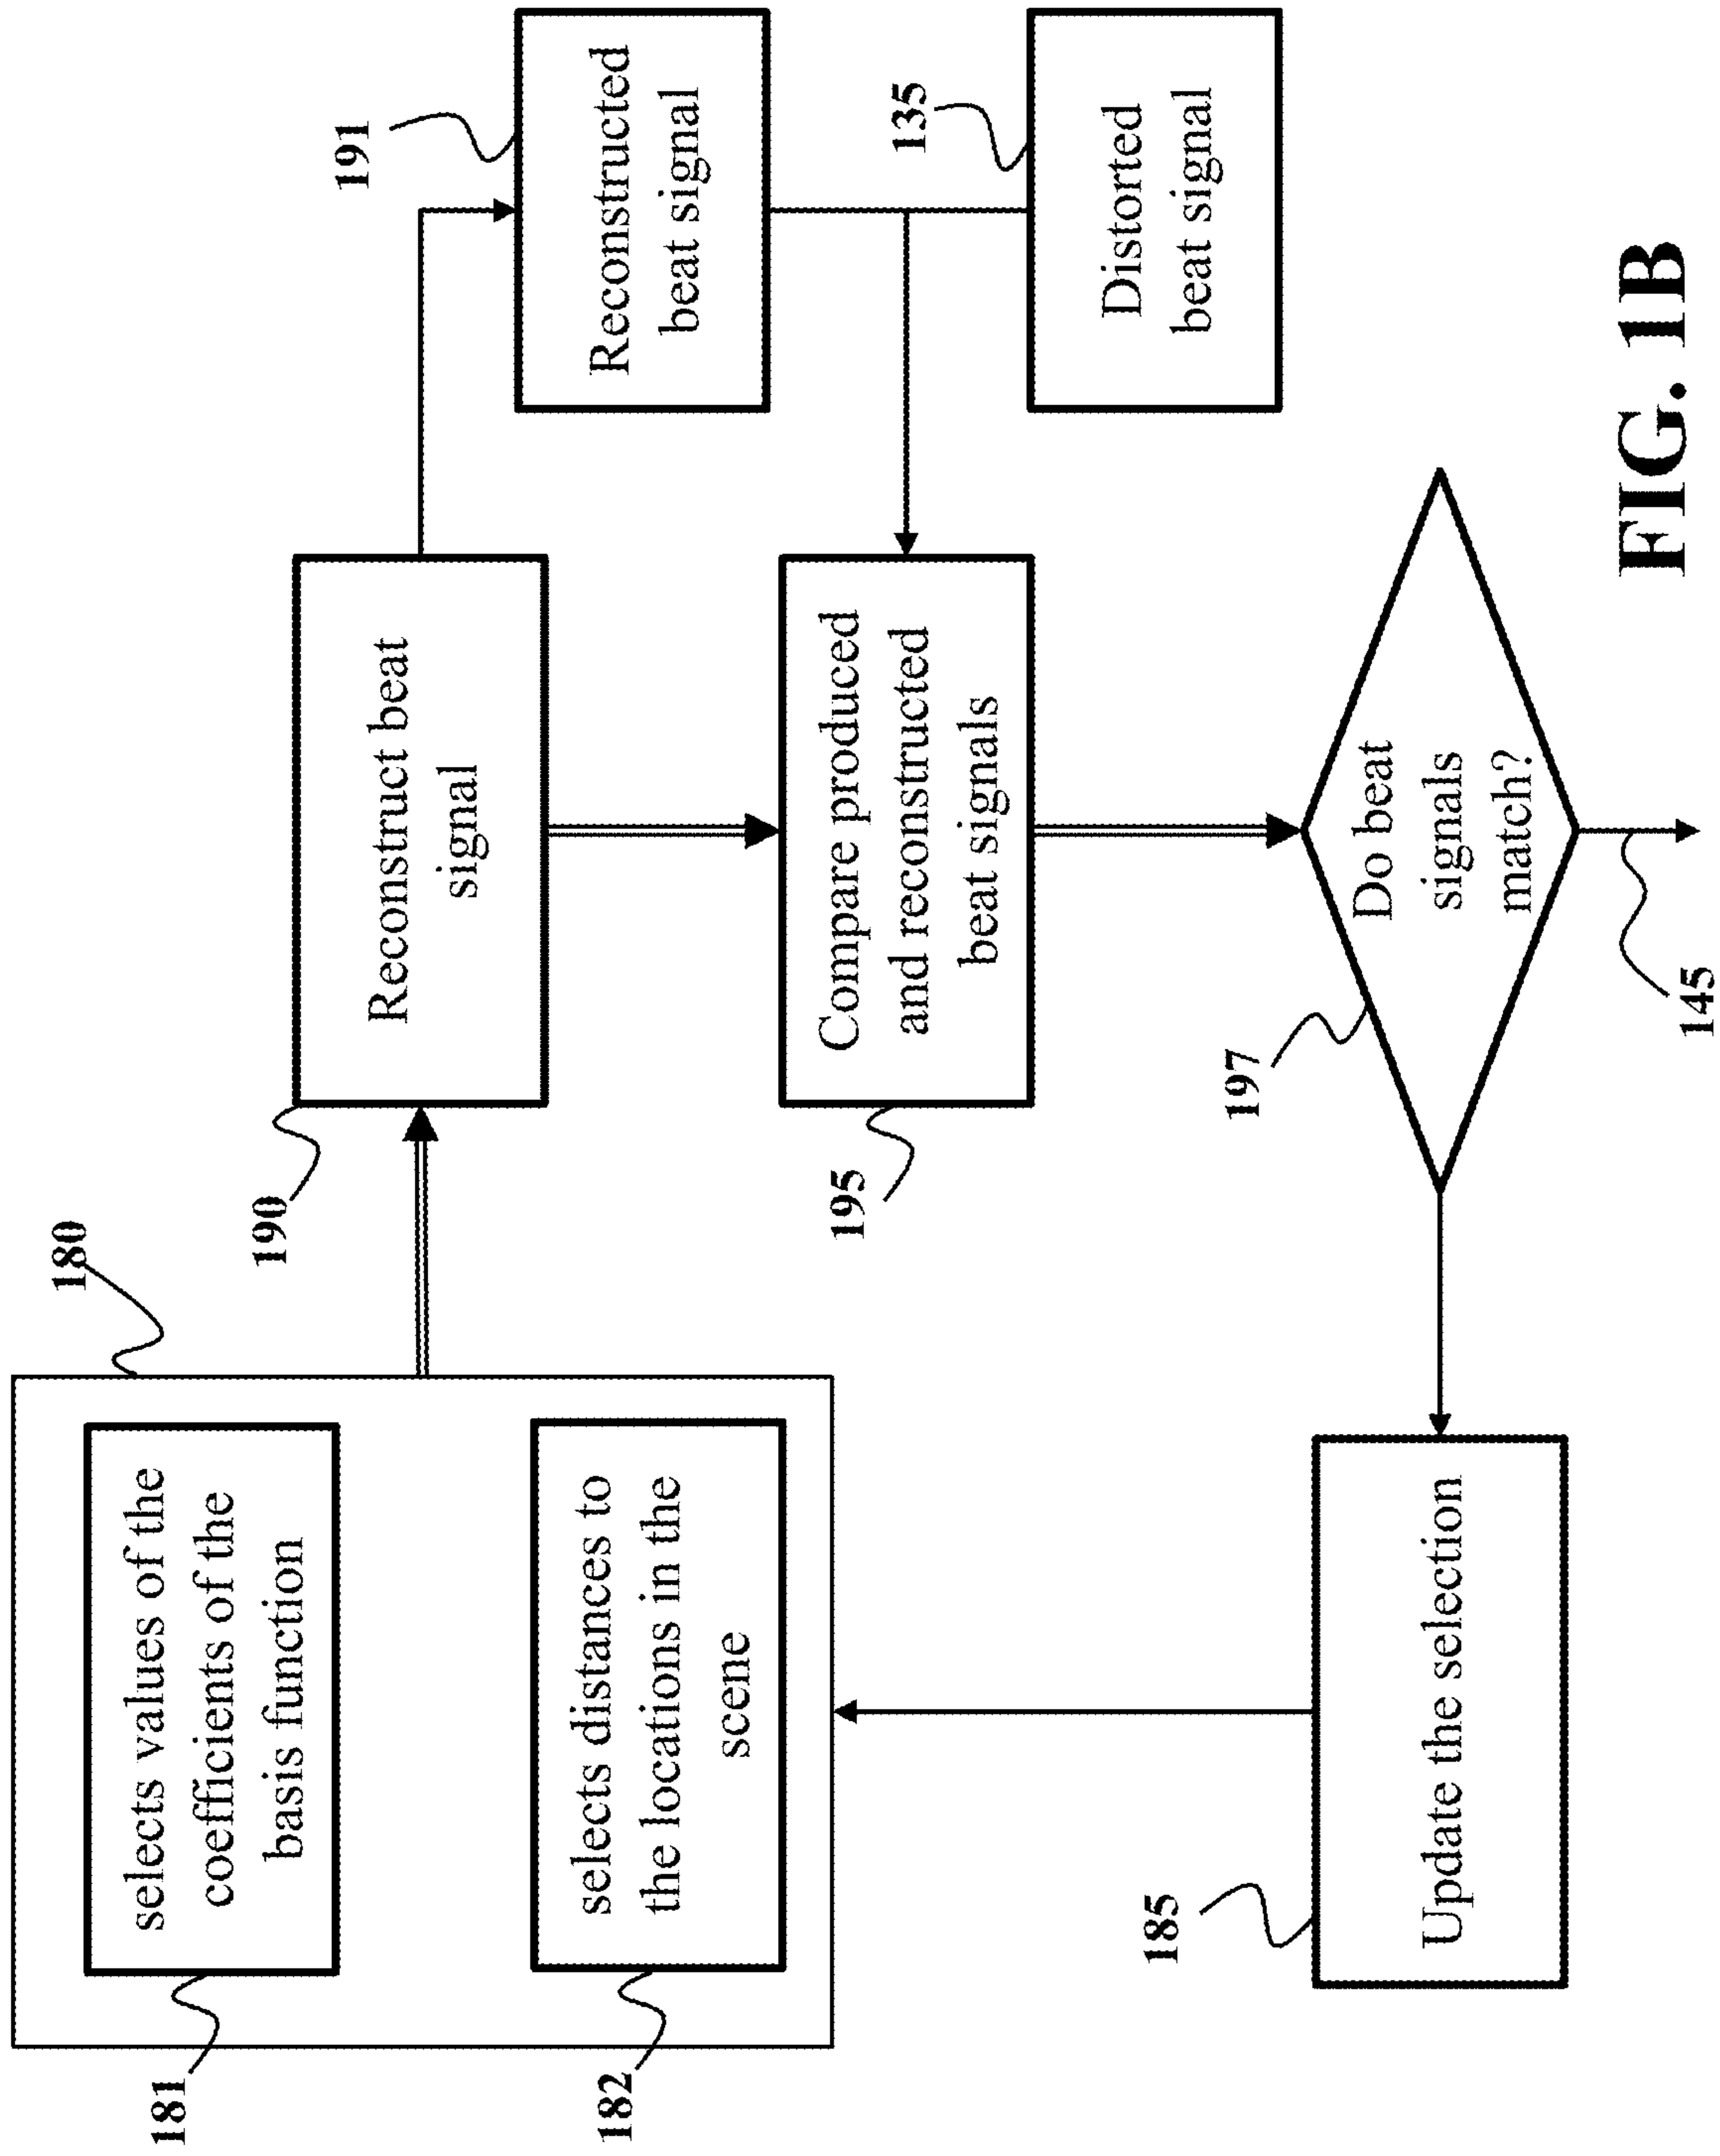 180
181
selects values of the
coefficients of the
basis function
182
selects distances to
the locations in the
scene
190
Reconstruct beat
signal
191
Reconstructed
beat signal
195
Compare produced
and reconstructed
beat signals
135
Distorted
beat signal
185
Update the selection
197
Do beat
signals
match?
145
FIG. 1B